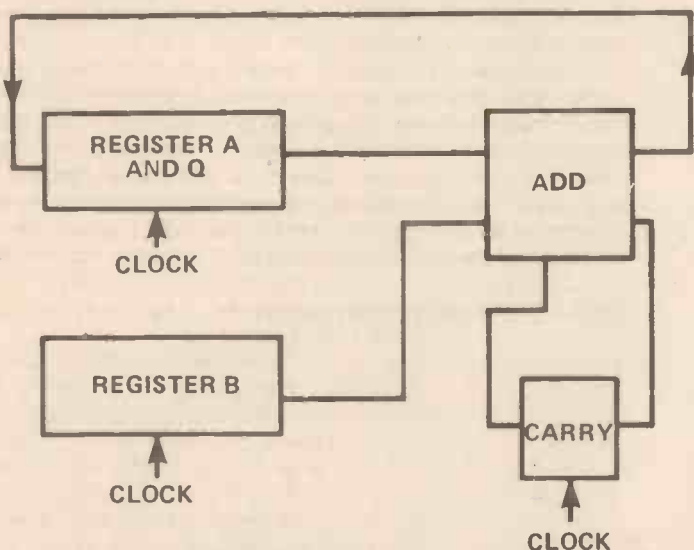 REGISTER A
AND Q
ADD
CLOCK
REGISTER B
CARRY
CLOCK
CLOCK